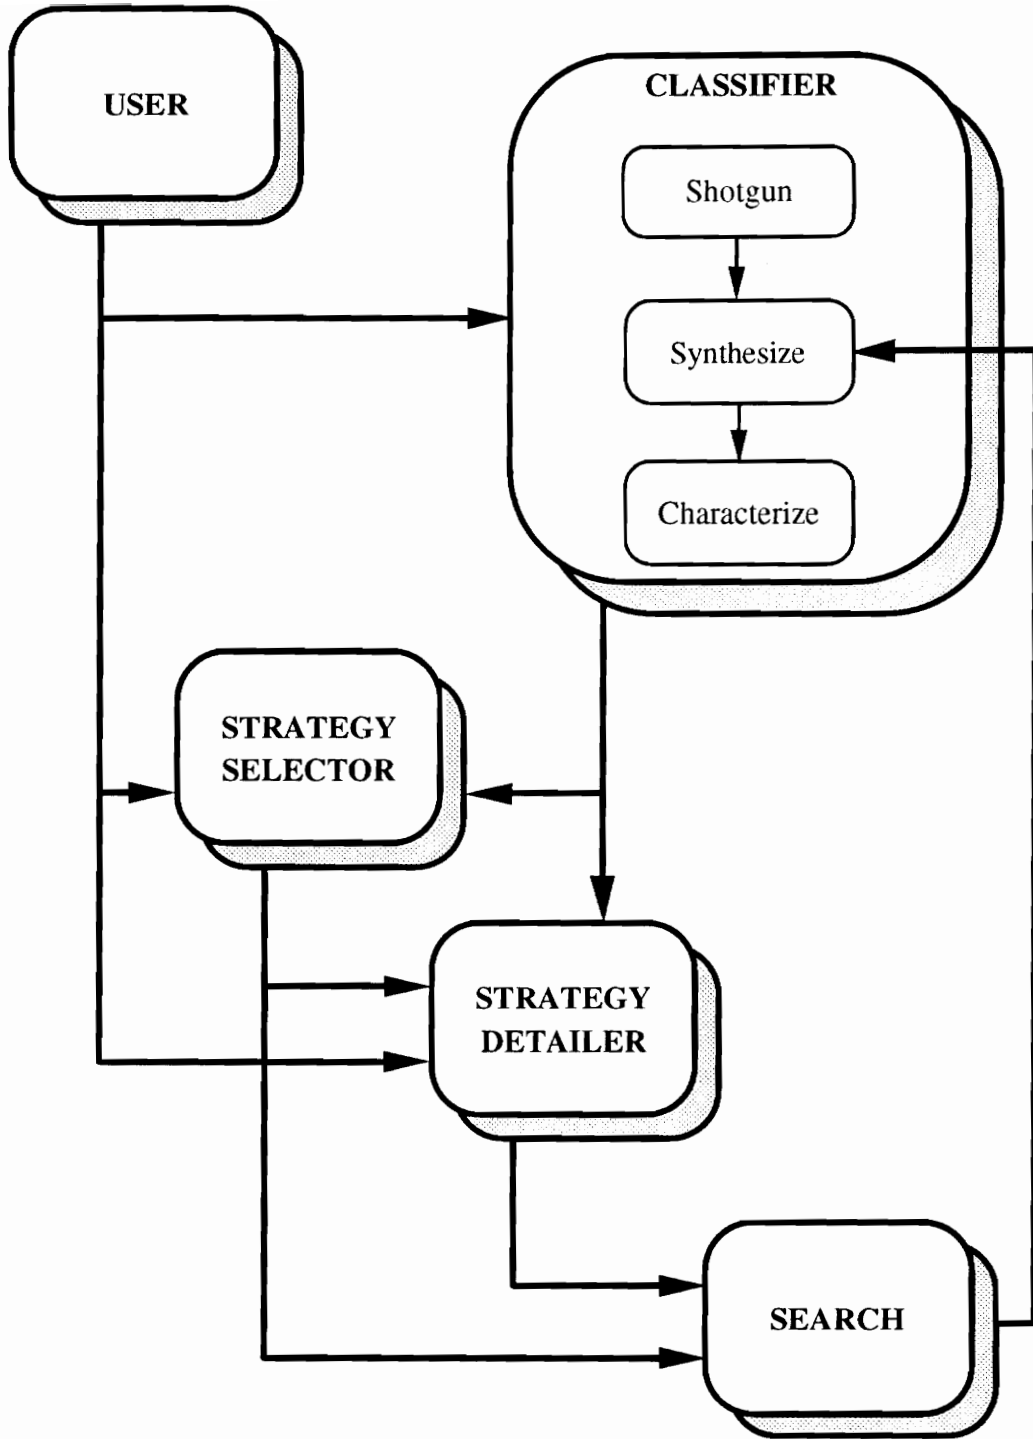 USER
CLASSIFIER
Shotgun
Synthesize
Characterize
STRATEGY
SELECTOR
STRATEGY
DETAILER
SEARCH